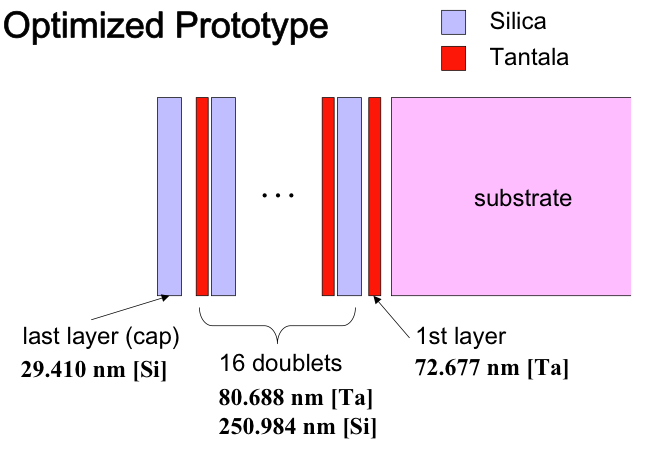 Optimized Prototype
Silica
Tantala
. . .
substrate
last layer (cap)
29.410 nm [Si]
16 doublets
80.688 nm [Ta]
250.984 nm [Si]
1st layer
72.677 nm [Ta]